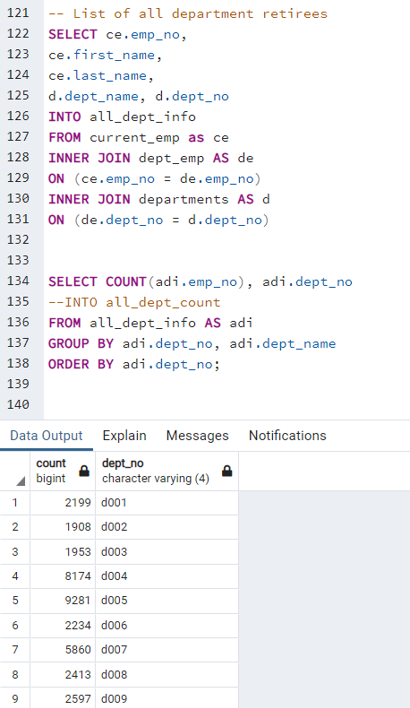 121 -- List of all department retirees
122 SELECT ce.emp_no,
123 ce.first_name,
124 ce.last_name,
125 d.dept_name, d.dept_no
126 INTO all_dept_info
127 FROM current_emp as ce
128 INNER JOIN dept_emp AS de
129 ON (ce.emp_no = de.emp_no)
130 INNER JOIN departments AS d
131 ON (de.dept_no = d.dept_no)
132
133
134 SELECT COUNT(adi.emp_no), adi.dept_no
135 --INTO all_dept_count
136 FROM all_dept_info AS adi
137 GROUP BY adi.dept_no, adi.dept_name
138 ORDER BY adi.dept_no;
139
140
Data Output Explain Messages Notifications
count dept_no
bigint character varying (4)
1 2199 d001
2 1908 d002
3 1953 d003
4 8174 d004
5 9281 d005
6 2234 d006
7 5860 d007
8 2413 d008
9 2597 d009